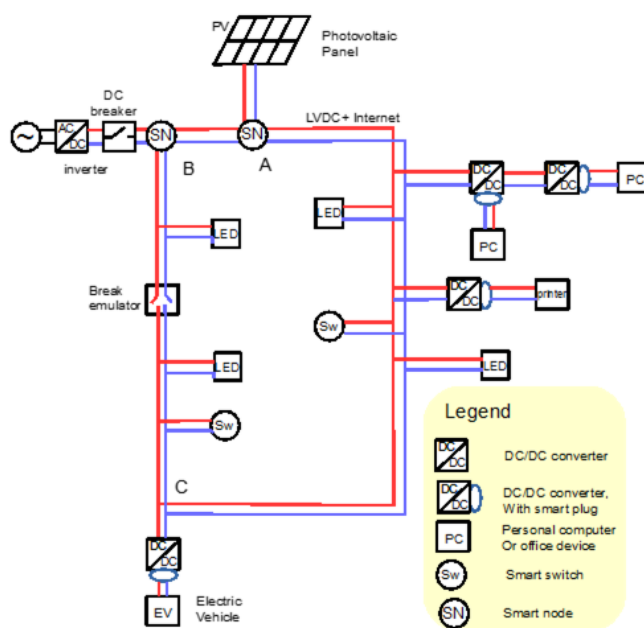 PV
Photovoltaic
Panel
DC
breaker
AC
DC
SN
SN
LVDC+ Internet
inverter
B
A
DC
DC
DC
DC
PC
LED
LED
PC
Break
emulator
DC
DC
printer
Sw
LED
LED
Sw
C
DC
DC
EV
Electric
Vehicle
Legend
DC
DC
DC/DC converter
DC
DC
DC/DC converter,
With smart plug
PC
Personal computer
Or office device
Sw
Smart switch
SN
Smart node